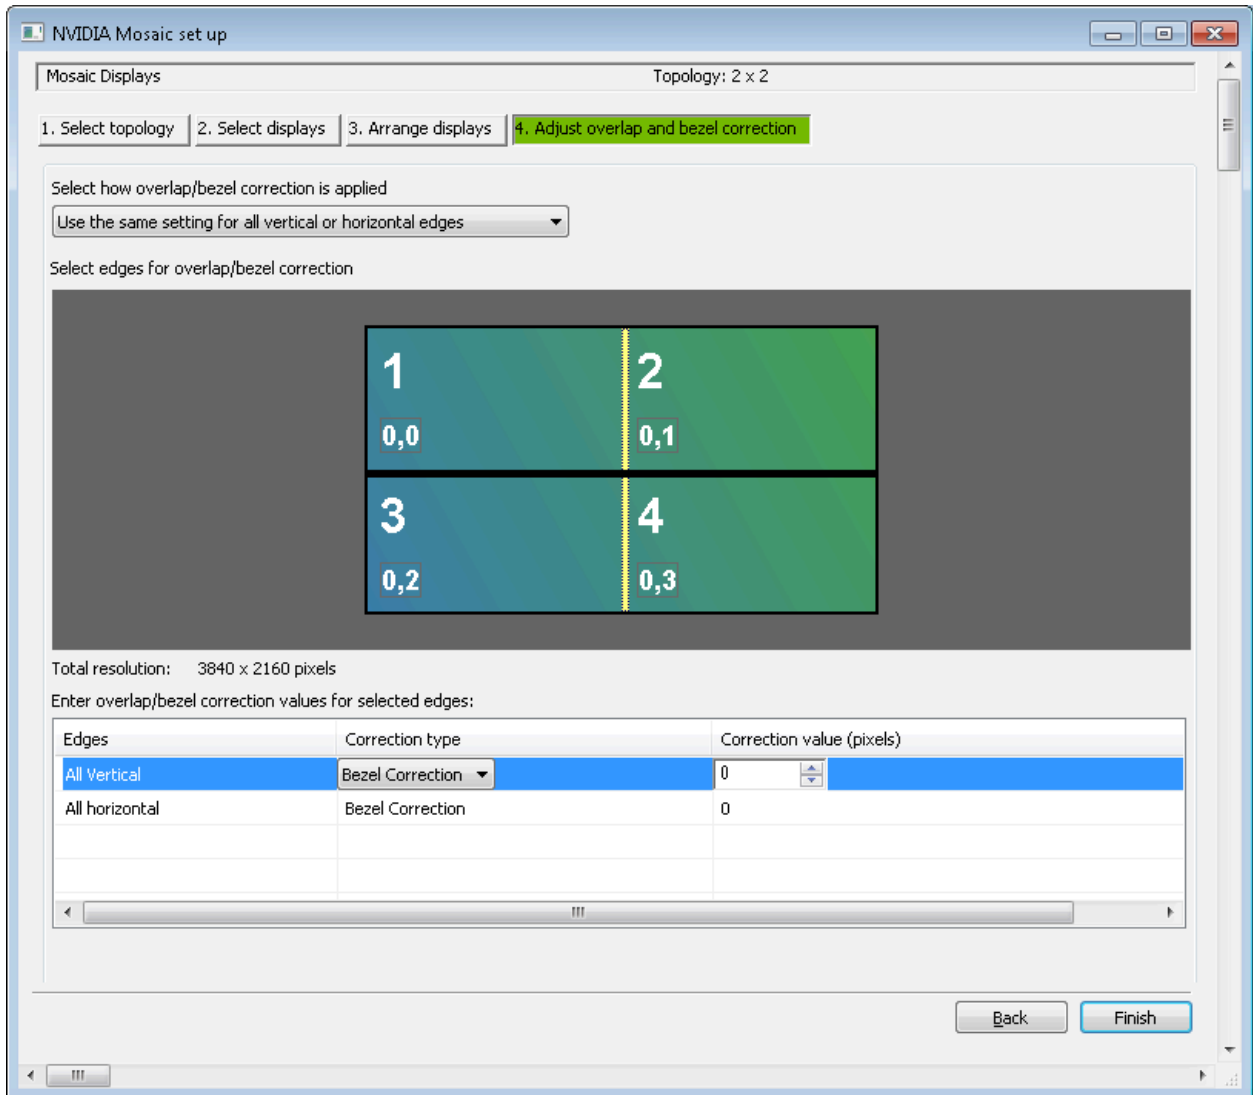 NVIDIA Mosaic set up
Mosaic Displays Topology: 2 x 2
1. Select topology 2. Select displays 3. Arrange displays 4. Adjust overlap and bezel correction
Select how overlap/bezel correction is applied
Use the same setting for all vertical or horizontal edges
Select edges for overlap/bezel correction
1 2
0,0 0,1
3 4
0,2 0,3
Total resolution: 3840 x 2160 pixels
Enter overlap/bezel correction values for selected edges:
Edges Correction type Correction value (pixels)
All Vertical Bezel Correction 0
All horizontal Bezel Correction 0
Back Finish